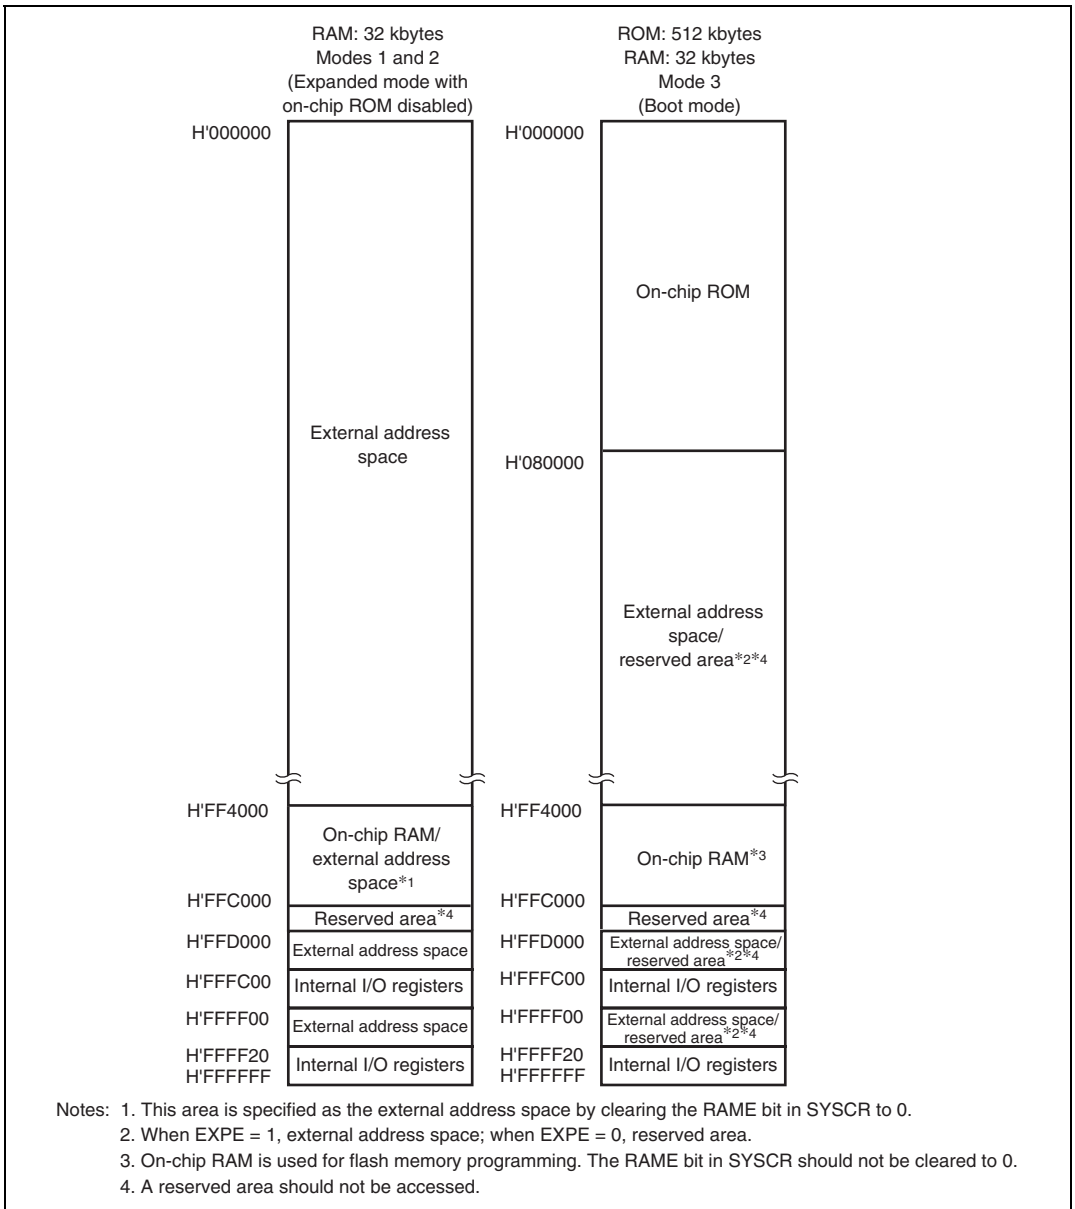 RAM: 32 kbytes
Modes 1 and 2
(Expanded mode with
on-chip ROM disabled)
H'000000
External address
space
H'FF4000
On-chip RAM/
external address
space*1
H'FFC000
Reserved area*4
H'FFD000
External address space
H'FFFC00
Internal I/O registers
H'FFFF00
External address space
H'FFFF20
Internal I/O registers
H'FFFFFF
ROM: 512 kbytes
RAM: 32 kbytes
Mode 3
(Boot mode)
H'000000
On-chip ROM
H'080000
External address
space/
reserved area*2*4
H'FF4000
On-chip RAM*3
H'FFC000
Reserved area*4
H'FFD000
External address space/
reserved area*2*4
H'FFFC00
Internal I/O registers
H'FFFF00
External address space/
reserved area*2*4
H'FFFF20
Internal I/O registers
H'FFFFFF
Notes: 1. This area is specified as the external address space by clearing the RAME bit in SYSCR to 0.
2. When EXPE = 1, external address space; when EXPE = 0, reserved area.
3. On-chip RAM is used for flash memory programming. The RAME bit in SYSCR should not be cleared to 0.
4. A reserved area should not be accessed.